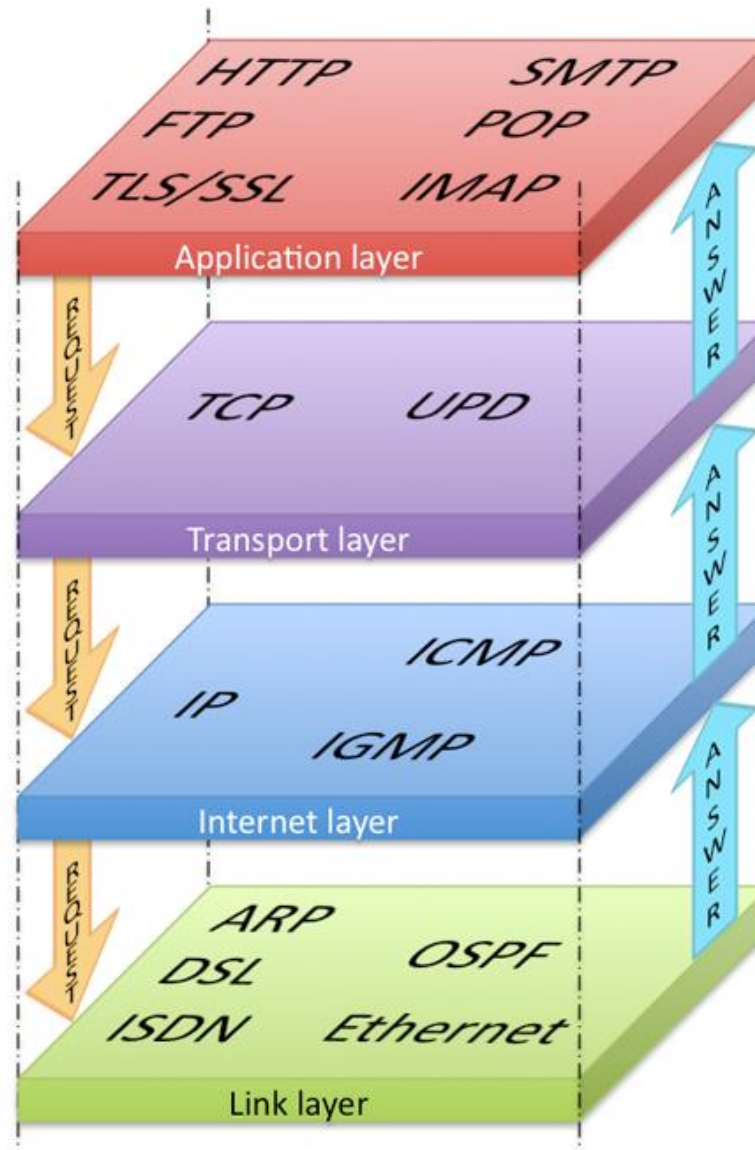 HTTP SMTP
FTP POP
TLS/SSL IMAP
Application layer
REQUEST
ANSWER
TCP UPD
Transport layer
REQUEST
ANSWER
ICMP
IP
IGMP
Internet layer
REQUEST
ANSWER
ARP
OSPF
DSL
ISDN Ethernet
Link layer